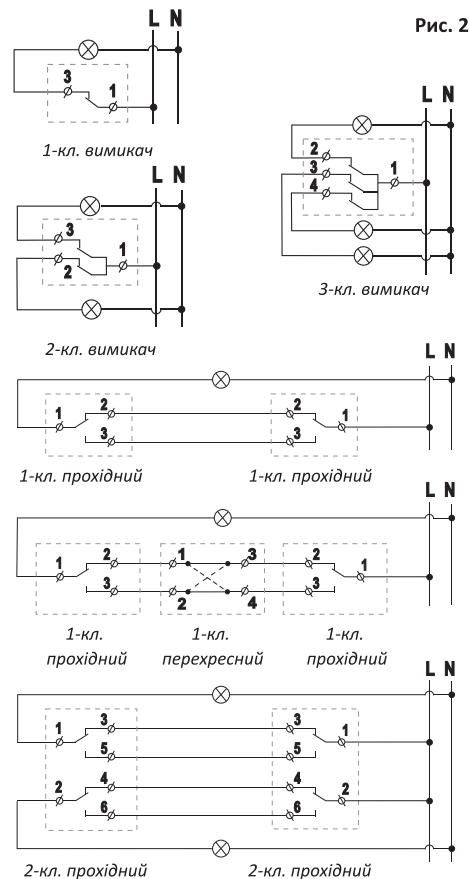 Рис. 2
L N
3 1
1-кл. вимикач
L N
2
3 1
4
3-кл. вимикач
L N
3
1
2
2-кл. вимикач
L N
1 2 2 1
3 3
1-кл. прохідний 1-кл. прохідний
L N
1 2 1 3 2 1
3 2 4 3
1-кл. прохідний 1-кл. перехресний 1-кл. прохідний
L N
1 3 3 1
5 5
2 4 4 2
6 6
2-кл. прохідний 2-кл. прохідний